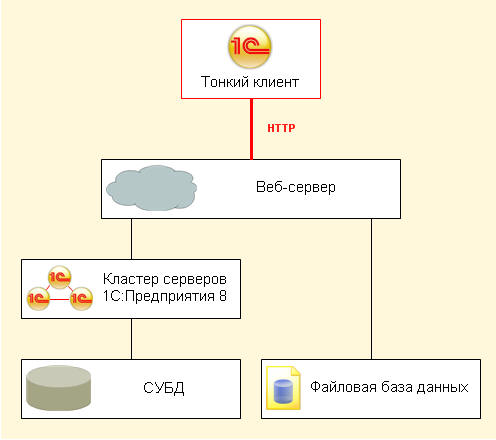 1С
Тонкий клиент
HTTP
Веб-сервер
1С
1С 1С
Кластер серверов
1С:Предприятия 8
СУБД
Файловая база данных